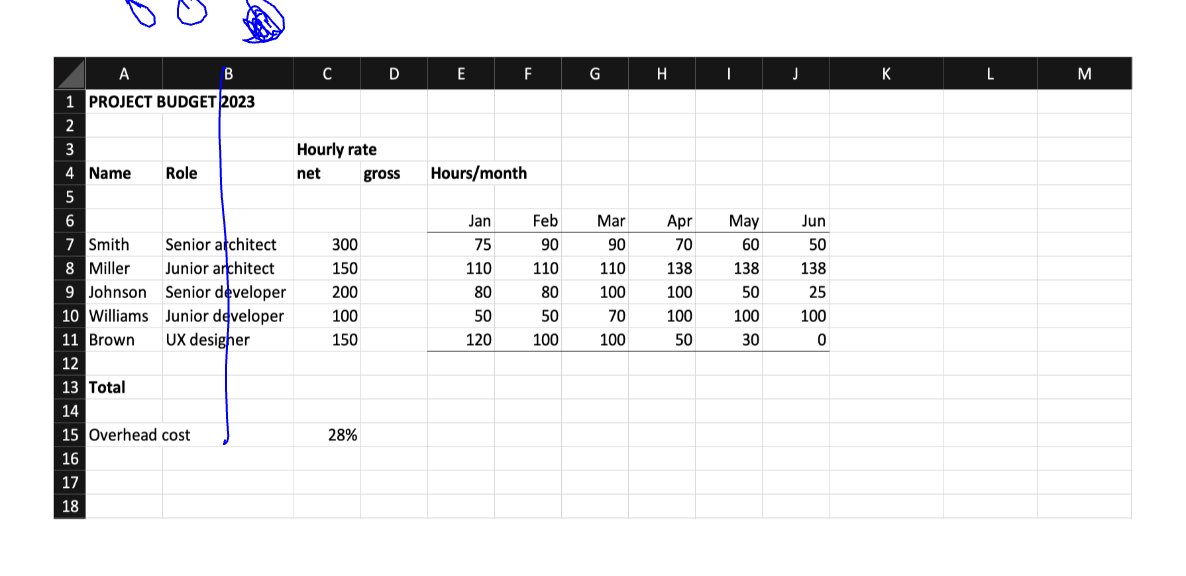 A B C D E F G H I J K L M
1 PROJECT BUDGET 2023
2
3 Hourly rate
4 Name Role net gross Hours/month
5
6 Jan Feb Mar Apr May Jun
7 Smith Senior architect 300 75 90 90 70 60 50
8 Miller Junior architect 150 110 110 110 138 138 138
9 Johnson Senior developer 200 80 80 100 100 50 25
10 Williams Junior developer 100 50 50 70 100 100 100
11 Brown UX designer 150 120 100 100 50 30 0
12
13 Total
14
15 Overhead cost 28%
16
17
18